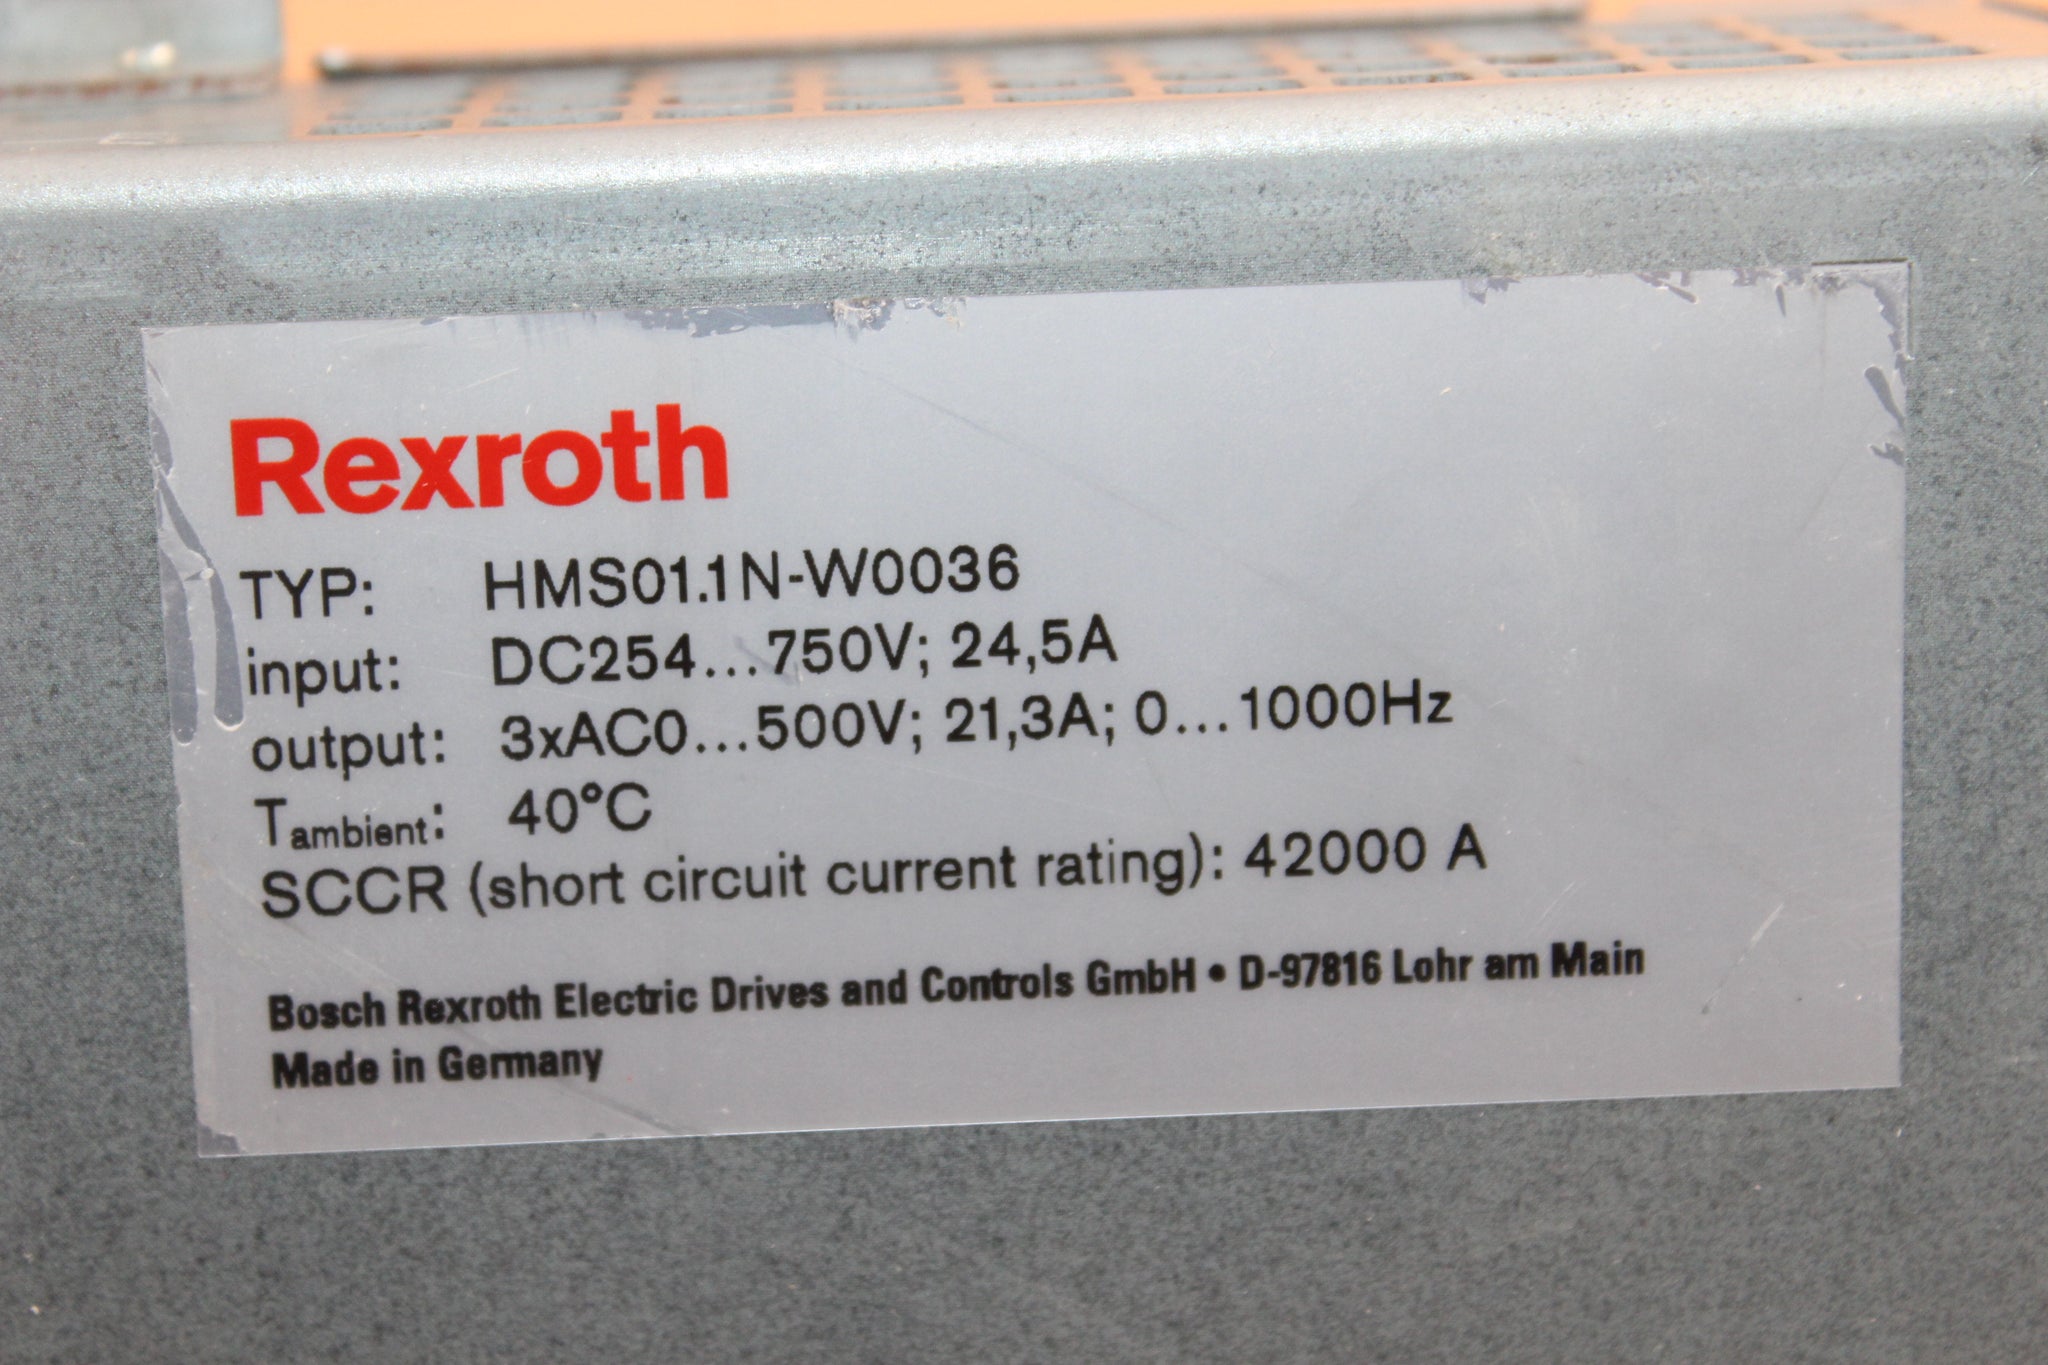 Rexroth
TYP: HMS01.1N-W0036
input: DC254...750V; 24,5A
output: 3xAC0...500V; 21,3A; 0...1000Hz
Tambient: 40°C
SCCR (short circuit current rating): 42000 A
Bosch Rexroth Electric Drives and Controls GmbH • D-97816 Lohr am Main
Made in Germany